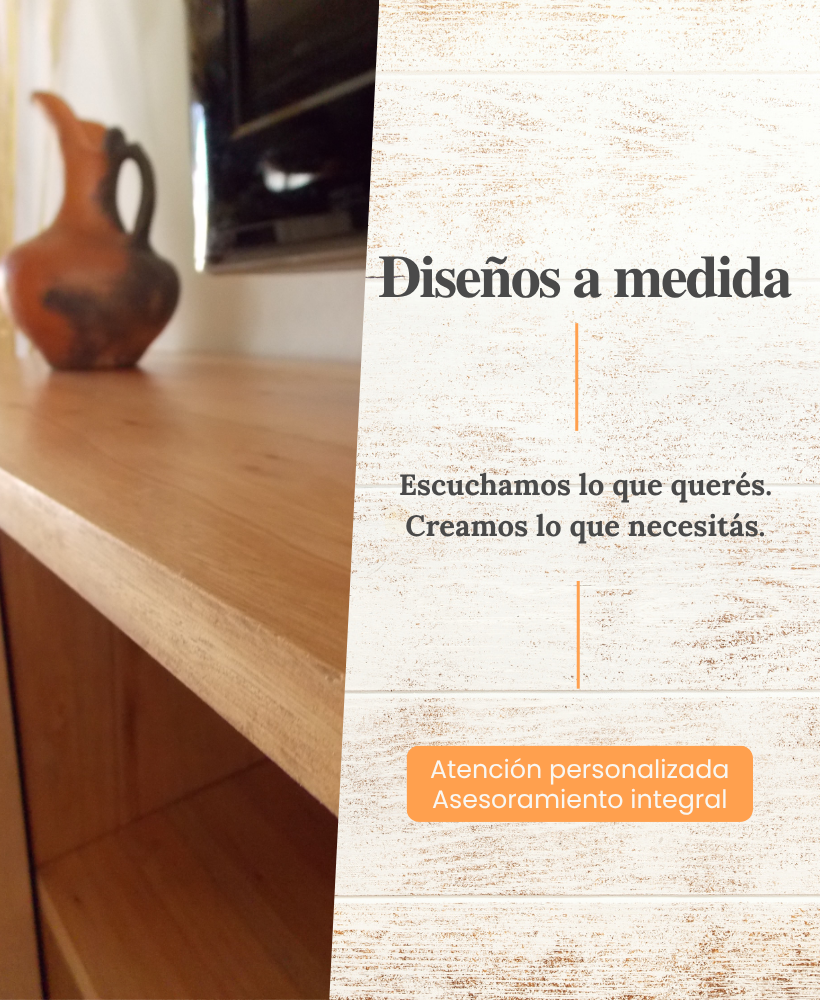 Diseños a medida
Escuchamos lo que querés.
Creamos lo que necesitás.
Atención personalizada
Asesoramiento integral